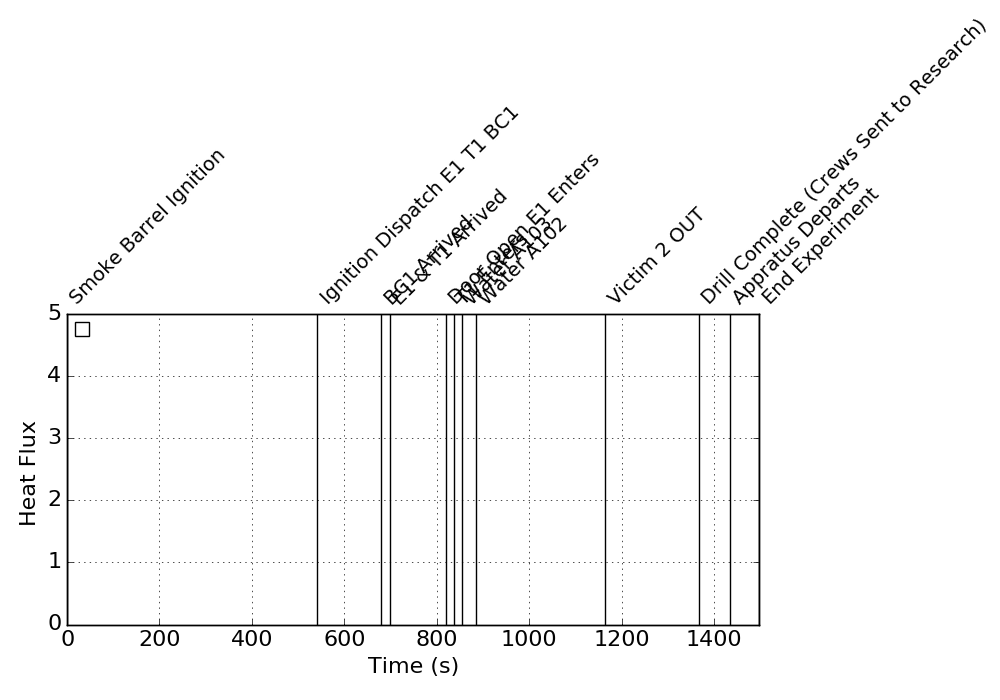 Smoke Barrel Ignition
Ignition Dispatch E1 T1 BC1
BC1 Arrived
E1 & T1 Arrived
Door Open E1 Enters
Water A103
Water A102
Victim 2 OUT
Drill Complete (Crews Sent to Research)
Appratus Departs
End Experiment
5
4
3
2
1
0
Heat Flux
0 200 400 600 800 1000 1200 1400
Time (s)